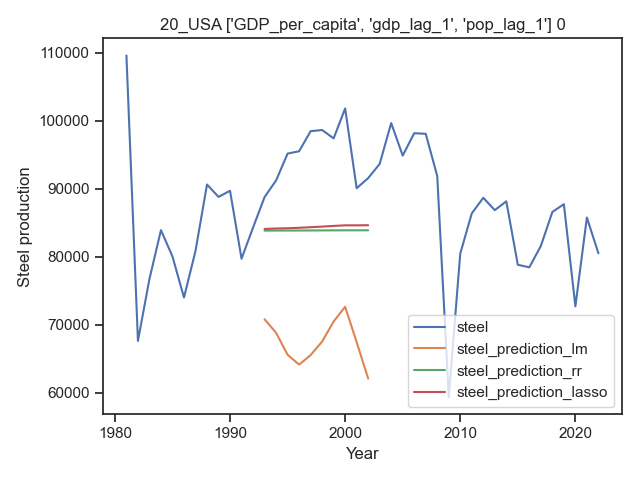 20_USA ['GDP_per_capita', 'gdp_lag_1', 'pop_lag_1'] 0
110000
100000
90000
80000
70000
60000
Steel production
steel
steel_prediction_lm
steel_prediction_rr
steel_prediction_lasso
1980
1990
2000
2010
2020
Year